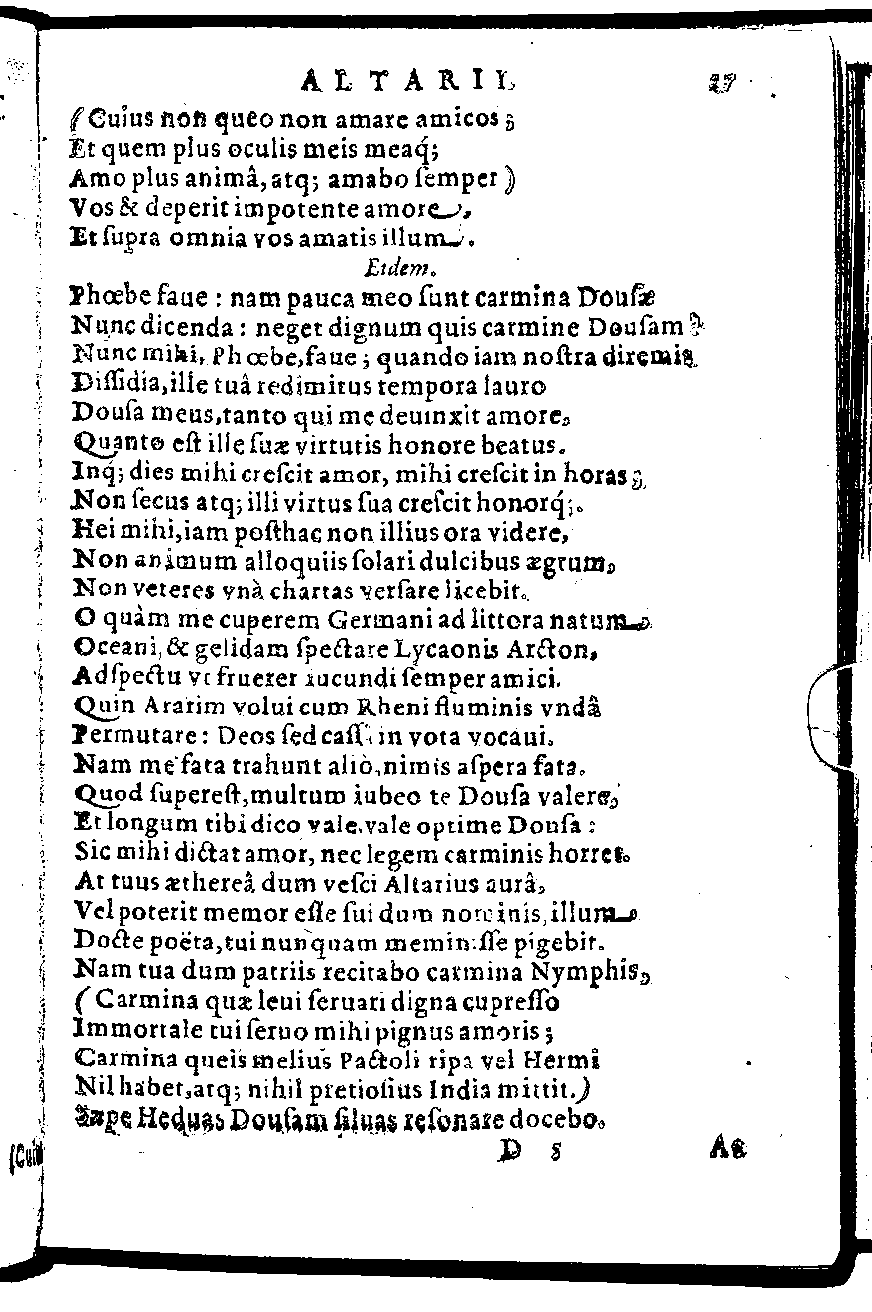 ALTARII. 27
(Cuius non queo non amare amicos;
Et quem plus oculis meis meaq́;
Amo plus animâ, atq; amabo ſemper)
Vos & deperit impotente amore,
Et ſupra omnia vos amatis illum.
Eidem.
Phœbe faue: nam pauca meo ſunt carmina Douſæ
Nunc dicenda: neget dignum quis carmine Douſam?
Nunc mihi, Phœbe, faue; quando iam noſtra diremit
Diſſidia, ille tuâ redimitus tempora lauro
Douſa meus, tanto qui me deuinxit amore,
Quanto eſt ille ſuæ virtutis honore beatus.
Inq́; dies mihi creſcit amor, mihi creſcit in horas;
Non ſecus atq; illi virtus ſua creſcit honorq́;.
Hei mihi, iam poſthac non illius ora videre,
Non animum alloquiis ſolari dulcibus ægrum,
Non veteres vnà chartas verſare licebit.
O quàm me cuperem Germani ad littora natum
Oceani, & gelidam ſpectare Lycaonis Arcton,
Adſpectu vt fruerer iucundi ſemper amici.
Quin Ararim volui cum Rheni fluminis vndâ
Permutare: Deos ſed caſſa in vota vocaui.
Nam me fata trahunt aliò, nimis aſpera fata.
Quod ſupereſt, multum iubeo te Douſa valere,
Et longum tibi dico vale, vale optime Douſa:
Sic mihi dictat amor, nec legem carminis horret.
At tuus æthereâ dum veſci Altarius aurâ,
Vel poterit memor eſſe ſui dum nominis, illum
Docte poëta, tui nunquam meminiſſe pigebit.
Nam tua dum patriis recitabo carmina Nymphis,
(Carmina quæ leui ſeruari digna cupreſſo
Immortale tui ſeruo mihi pignus amoris;
Carmina queis melius Pactoli ripa vel Hermi
Nil habet, atq; nihil pretioſius India mittit.)
Sæpe Heduas Douſam ſiluas reſonare docebo.
D 5 At